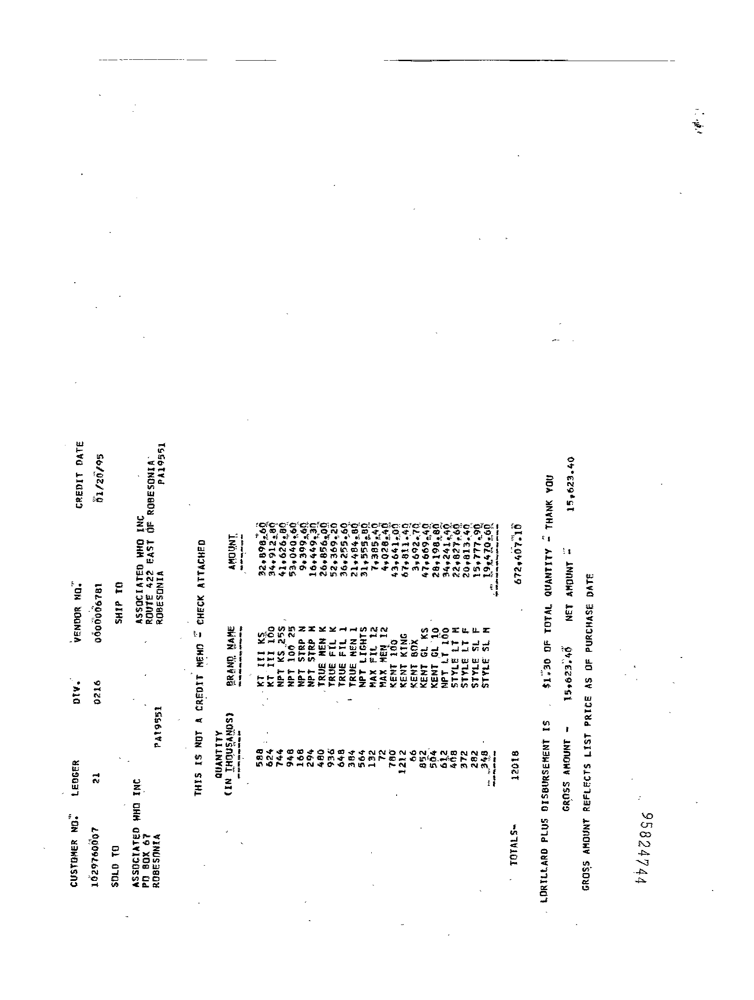 CUSTOMER NO. LEDGER DIV. VENDOR NO. CREDIT DATE
1029760007 21 0216 0000006781 01/20/95
SOLD TO SHIP TO
ASSOCIATED WHO INC ASSOCIATED WHO INC
PO BOX 67 ROUTE 422 EAST OF ROBESONIA
ROBESONIA PA19551 ROBESONIA PA19551
THIS IS NOT A CREDIT MEMO - CHECK ATTACHED
QUANTITY
(IN THOUSANDS) BRAND NAME AMOUNT
588 KT III KS 32,898.60
624 KT III 100 34,912.80
744 NPT KS 25S 41,626.80
948 NPT 100 25 53,040.60
168 NPT STRP N 9,399.60
294 NPT STRP M 16,449.30
480 TRUE MEN K 26,856.00
936 TRUE FIL K 52,369.20
648 TRUE FIL 1 36,255.60
384 TRUE MEN 1 21,484.80
564 NPT LIGHTS 31,555.80
132 MAX FIL 12 7,385.40
72 MAX MEN 12 4,028.40
780 KENT 100 43,641.00
1212 KENT KING 67,811.40
66 KENT BOX 3,692.70
852 KENT GL KS 47,669.40
504 KENT GL 10 28,198.80
612 NPT LT 100 34,241.40
408 STYLE LT M 22,827.60
372 STYLE LT F 20,813.40
282 STYLE SL F 15,777.90
348 STYLE SL M 19,470.60
TOTALS- 12018 672,407.10
LORILLARD PLUS DISBURSEMENT IS $1.30 OF TOTAL QUANTITY - THANK YOU
GROSS AMOUNT - 15,623.40 NET AMOUNT - 15,623.40
GROSS AMOUNT REFLECTS LIST PRICE AS OF PURCHASE DATE
95824744